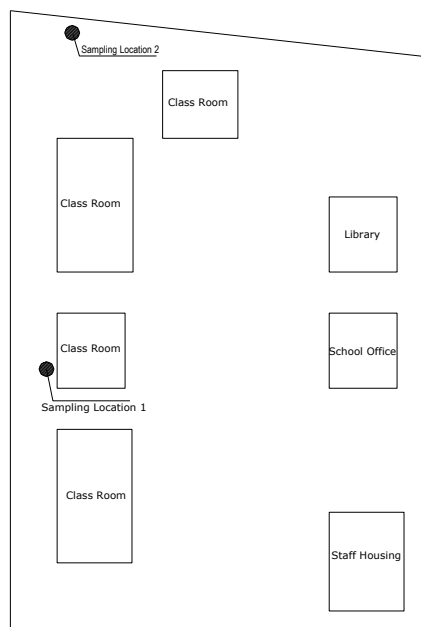 Sampling Location 2
Class Room
Class Room
Library
Class Room
School Office
Sampling Location 1
Class Room
Staff Housing